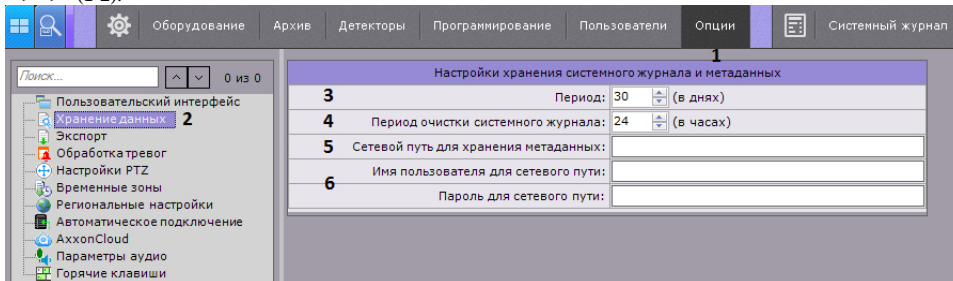 Оборудование Архив Детекторы Программирование Пользователи Опции Системный журнал
1
Поиск... 0 из 0
Пользовательский интерфейс
Хранение данных 2
Экспорт
Обработка тревог
Настройки PTZ
Временные зоны
Региональные настройки
Автоматическое подключение
AxxonCloud
Параметры аудио
Горячие клавиши
Настройки хранения системного журнала и метаданных
3 Период: 30 (в днях)
4 Период очистки системного журнала: 24 (в часах)
5 Сетевой путь для хранения метаданных:
Имя пользователя для сетевого пути:
6
Пароль для сетевого пути: